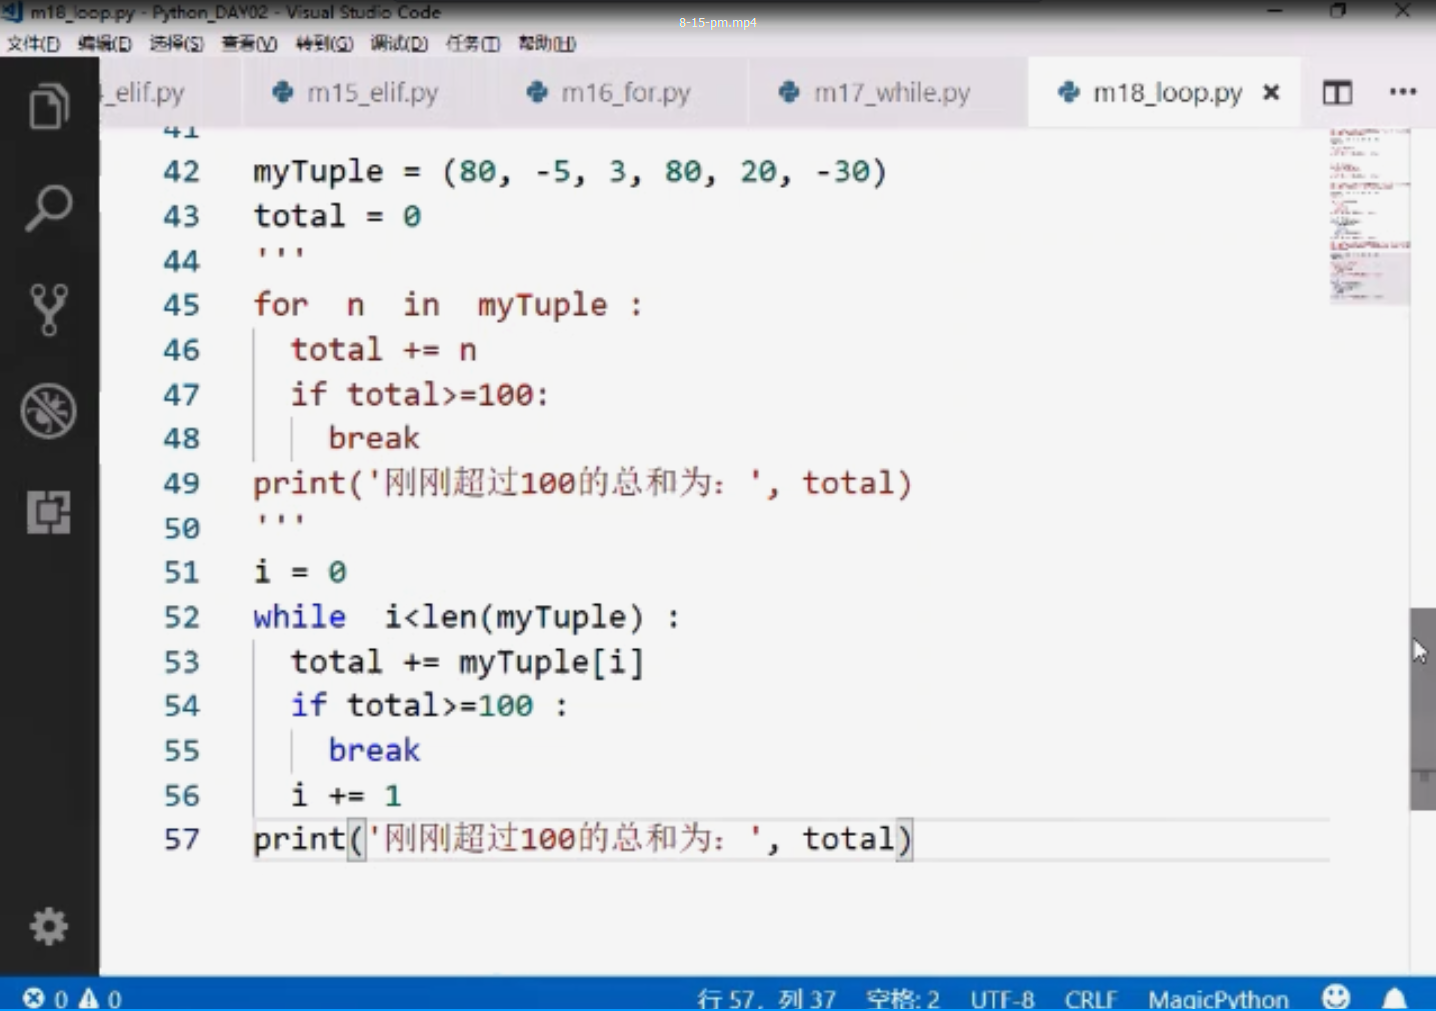 m18_loop.py - Python_DAY02 - Visual Studio Code
8-15-pm.mp4
文件(F) 编辑(E) 选择(S) 查看(V) 转到(G) 调试(D) 任务(T) 帮助(H)
_elif.py m15_elif.py m16_for.py m17_while.py m18_loop.py
41
42 myTuple = (80, -5, 3, 80, 20, -30)
43 total = 0
44 '''
45 for n in myTuple :
46 total += n
47 if total>=100:
48 break
49 print('刚刚超过100的总和为: ', total)
50 '''
51 i = 0
52 while i<len(myTuple) :
53 total += myTuple[i]
54 if total>=100 :
55 break
56 i += 1
57 print('刚刚超过100的总和为: ', total)
0 0 行 57, 列 37 空格: 2 UTF-8 CRLF MagicPython